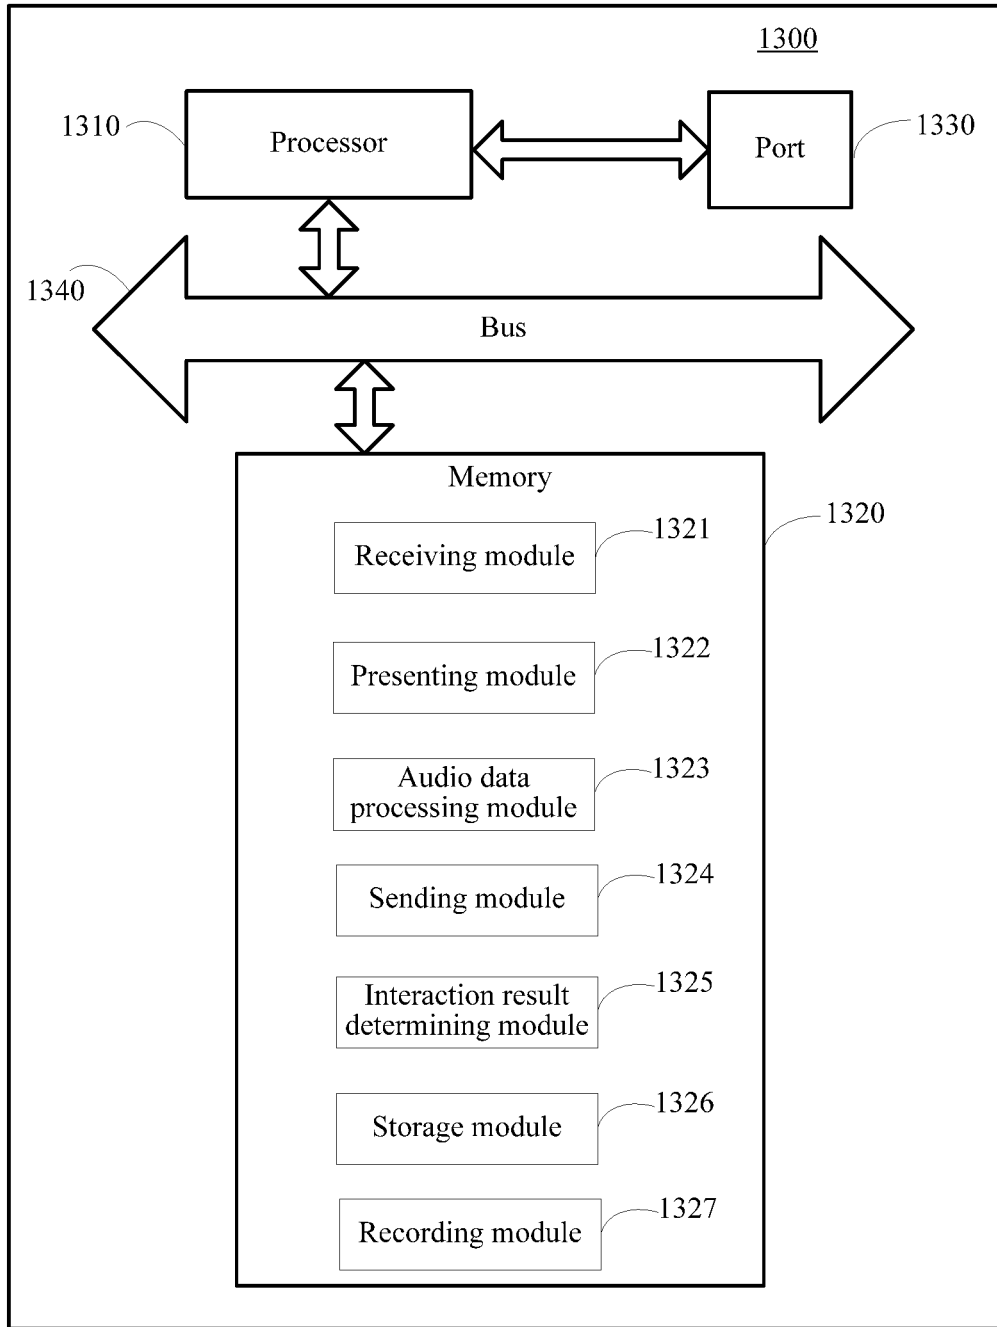 1300
1310
Processor
Port
1330
1340
Bus
Memory
1320
Receiving module
1321
Presenting module
1322
Audio data
processing module
1323
Sending module
1324
Interaction result
determining module
1325
Storage module
1326
Recording module
1327